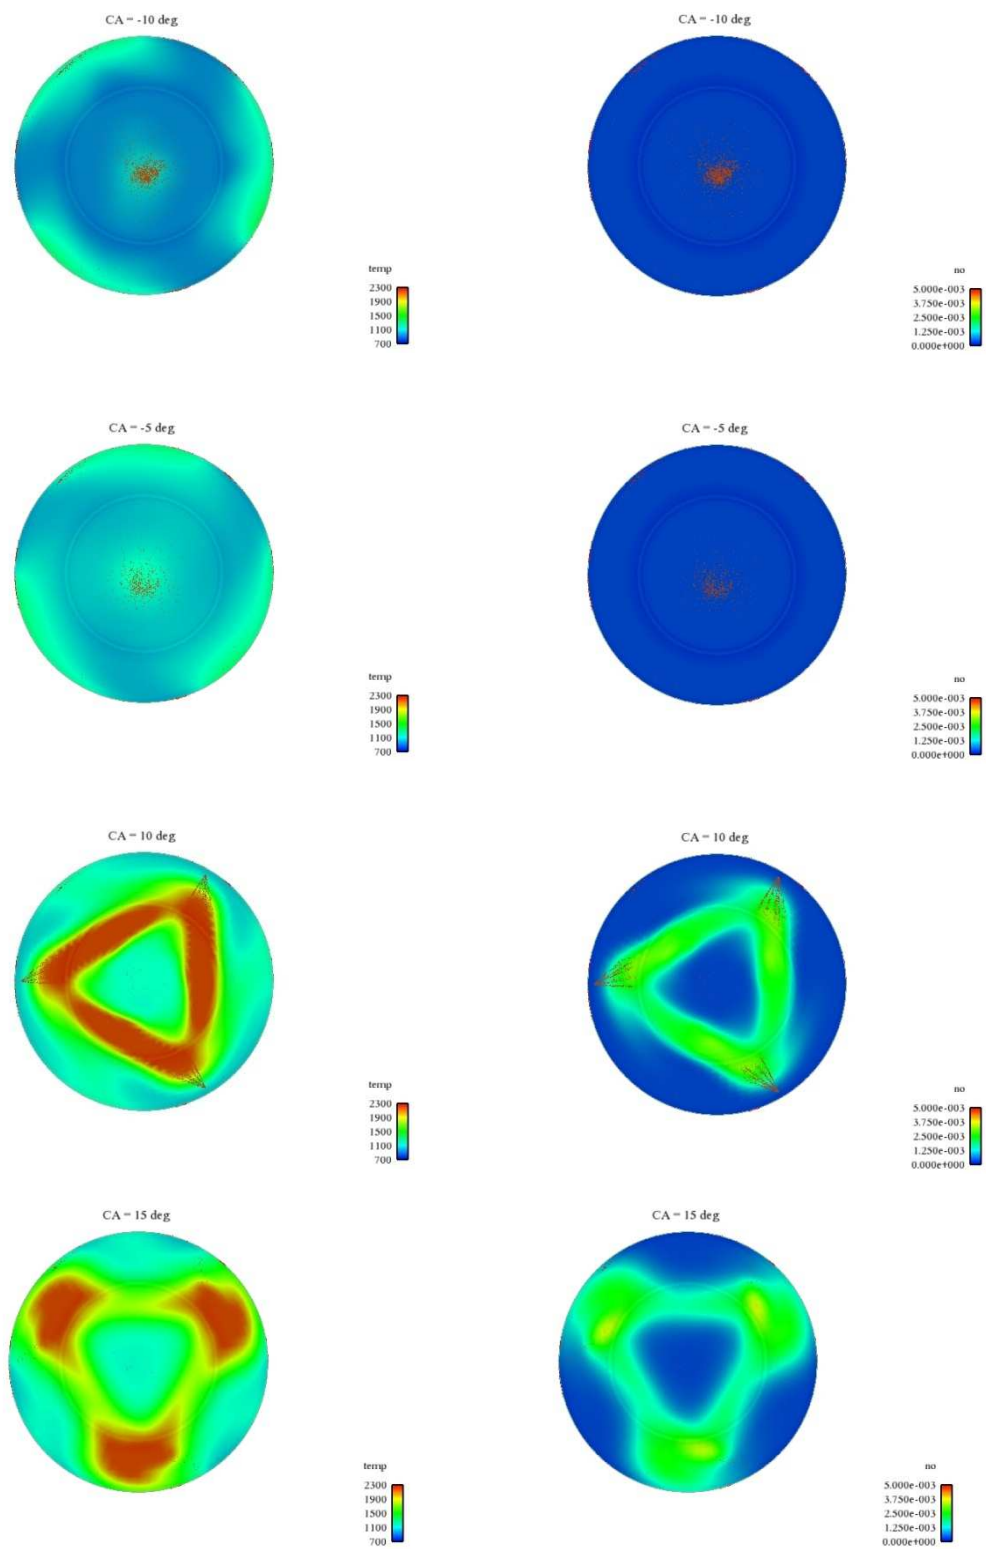 CA = -10 deg
CA = -10 deg
temp
2300
1900
1500
1100
700
no
5.000e-003
3.750e-003
2.500e-003
1.250e-003
0.000e+000
CA = -5 deg
CA = -5 deg
temp
2300
1900
1500
1100
700
no
5.000e-003
3.750e-003
2.500e-003
1.250e-003
0.000e+000
CA = 10 deg
CA = 10 deg
temp
2300
1900
1500
1100
700
no
5.000e-003
3.750e-003
2.500e-003
1.250e-003
0.000e+000
CA = 15 deg
CA = 15 deg
temp
2300
1900
1500
1100
700
no
5.000e-003
3.750e-003
2.500e-003
1.250e-003
0.000e+000